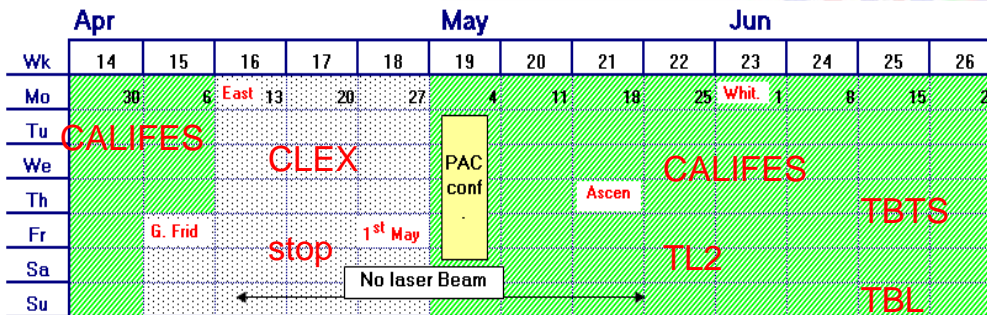 Apr May Jun
Wk 14 15 16 17 18 19 20 21 22 23 24 25 26
Mo 30 6 East 13 20 27 4 11 18 25 Whit. 1 8 15 2
Tu
CALIFES
We CLEX PAC conf . CALIFES
Th Ascen
TBTS
Fr G. Frid stop 1st May
Sa TL2
No laser Beam
Su TBL